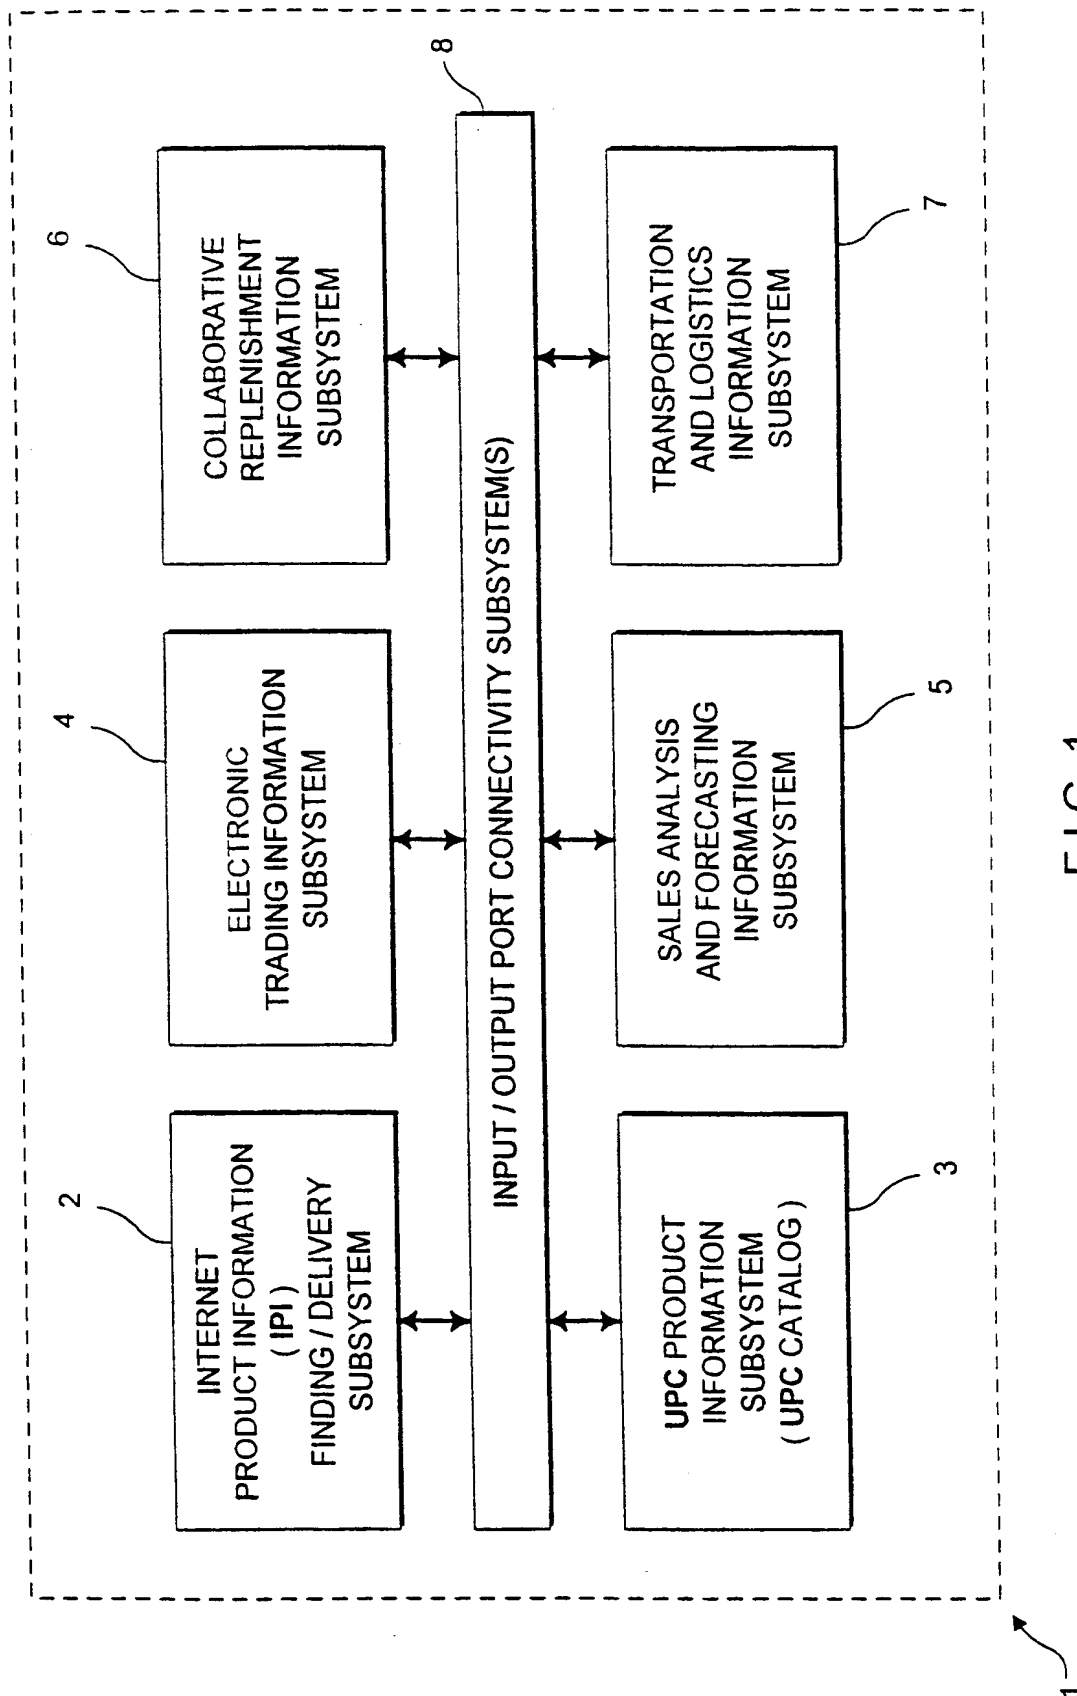 2
INTERNET
PRODUCT INFORMATION
( IPI )
FINDING / DELIVERY
SUBSYSTEM
4
ELECTRONIC
TRADING INFORMATION
SUBSYSTEM
6
COLLABORATIVE
REPLENISHMENT
INFORMATION
SUBSYSTEM
8
INPUT / OUTPUT PORT CONNECTIVITY SUBSYSTEM(S)
UPC PRODUCT
INFORMATION
SUBSYSTEM
( UPC CATALOG )
3
SALES ANALYSIS
AND FORECASTING
INFORMATION
SUBSYSTEM
5
TRANSPORTATION
AND LOGISTICS
INFORMATION
SUBSYSTEM
7
1
FIG. 1